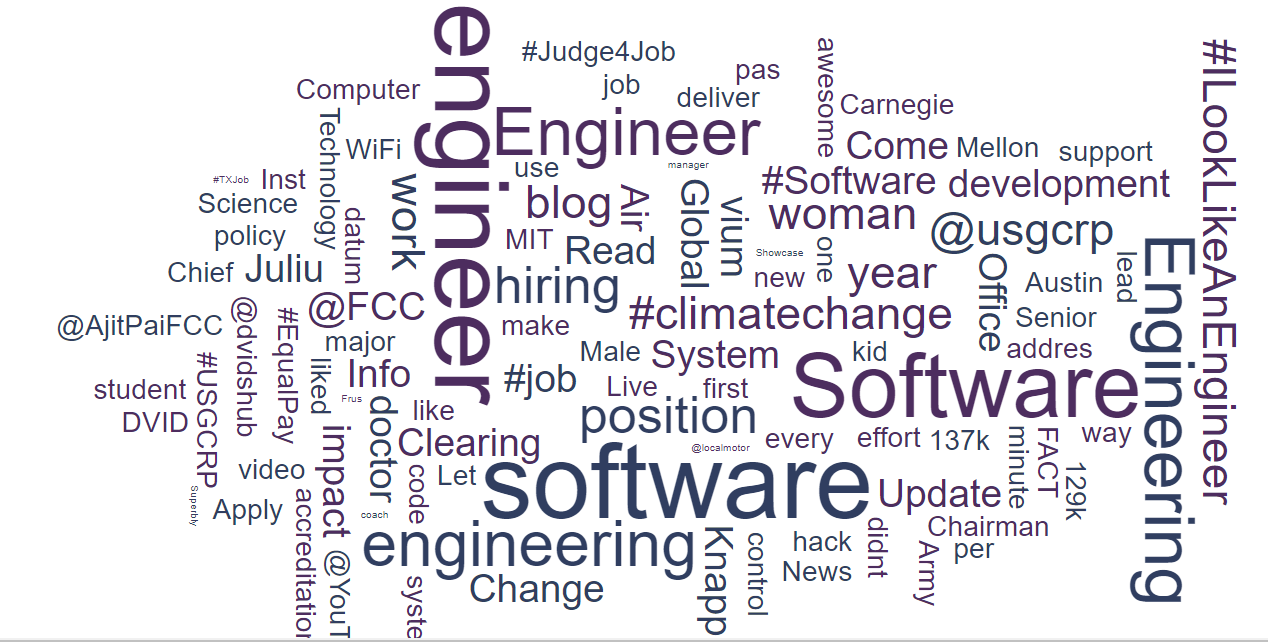 engineer
#Judge4Job
awesome
#ILookLikeAnEngineer
pas
Computer
job
deliver
Carnegie
Technology
Engineer
WiFi
Come
Mellon
support
use
manager
#TXJob
Inst
work
#Software
development
Science
datum
blog
Air
Global
vium
woman
policy
MIT
Read
one
@usgcrp
Engineering
Chief
Juliu
Showcase
lead
hiring
new
year
Office
Austin
@AjitPaiFCC
@dvidshub
#EqualPay
@FCC
make
#climatechange
Senior
major
Male
System
kid
addres
student
#USGCRP
liked
Info
#job
Live
first
Software
DVID
Frus
doctor
like
position
impact
Clearing
@localmotor
every
effort
137k
minute
FACT
way
video
code
Let
software
129k
Superbly
Apply
accreditation
coach
Update
engineering
Knapp
control
hack
didnt
Chairman
@YouT
Army
per
syste
Change
News